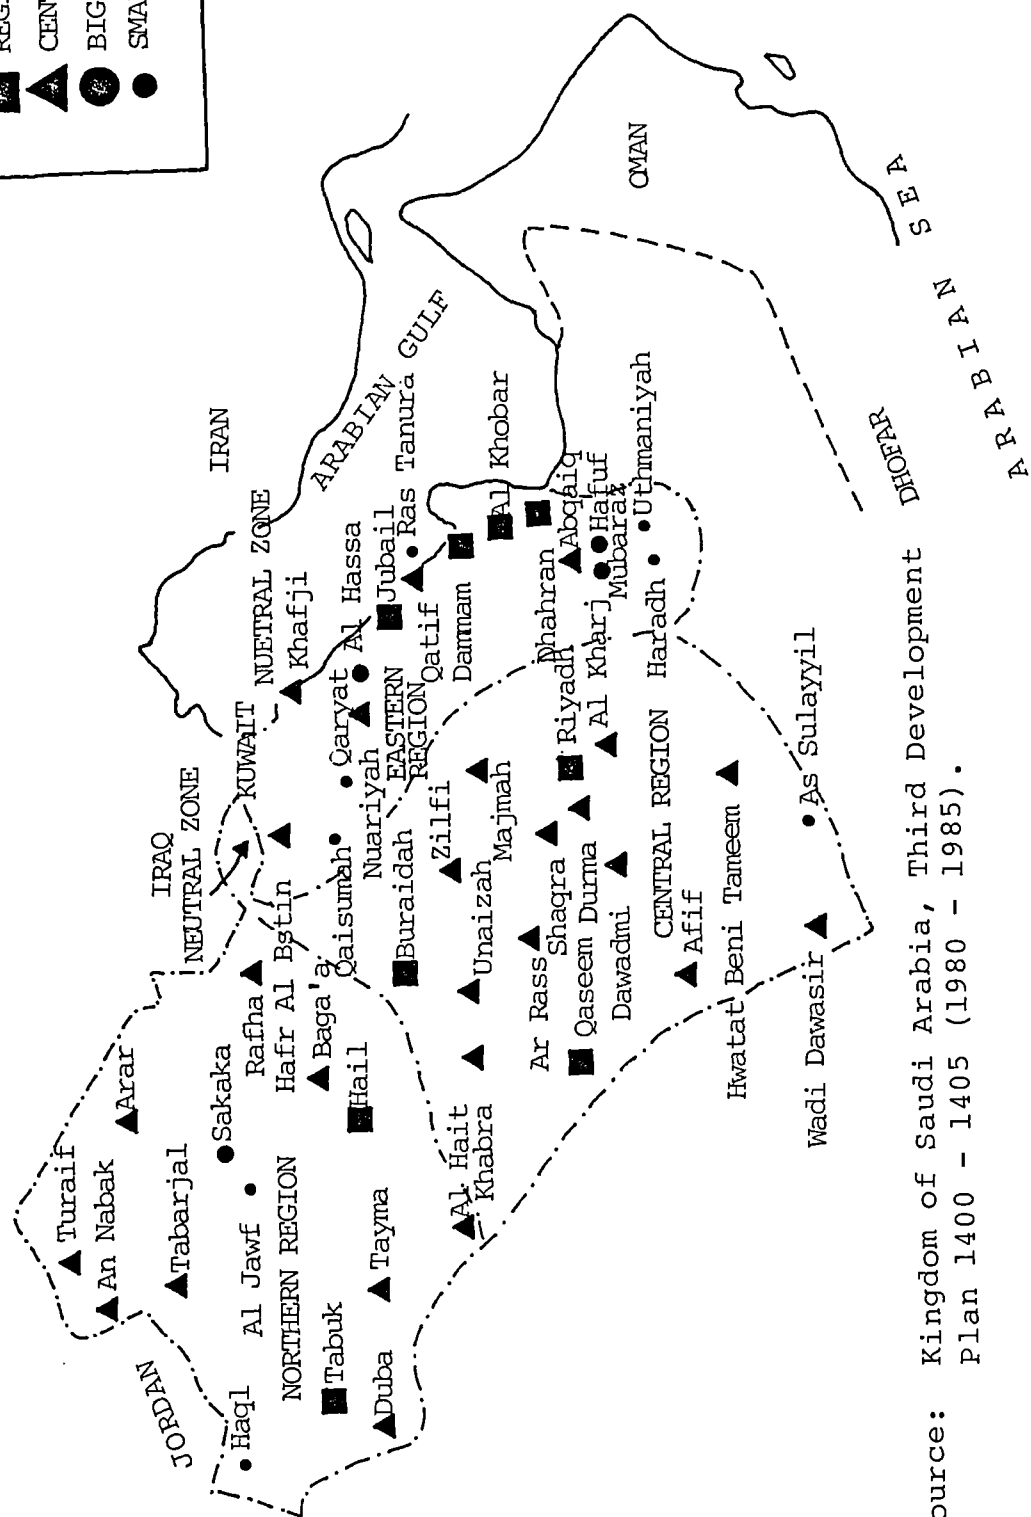 REG
CEN
BIG
SMA
IRAN
IRAQ
NEUTRAL ZONE
KUWAIT
NUETRAL ZONE
JORDAN
OMAN
DHOFAR
ARABIAN GULF
ARABIAN SEA
Turaif
An Nabak
Arar
Tabarjal
Sakaka
Al Jawf
Haql
NORTHERN REGION
Tabuk
Duba
Tayma
Rafha
Hafr Al Bstin
Baga'a
Hail
Al Hait
Khabra
Khafji
Qaryat
Al Hassa
Qaisumah
Nuariyah
EASTERN
REGION
Jubail
Ras Tanura
Qatif
Dammam
Al Khobar
Dhahran
Abqaiq
Hafuf
Mubaraz
Uthmaniyah
Haradh
Buraidah
Zilfi
Unaizah
Majmah
Ar Rass
Shaqra
Qaseem
Durma
Riyadh
Al Kharj
Dawadmi
CENTRAL REGION
Afif
Hwatat Beni Tameem
As Sulayyil
Wadi Dawasir
ource: Kingdom of Saudi Arabia, Third Development
Plan 1400 - 1405 (1980 - 1985).